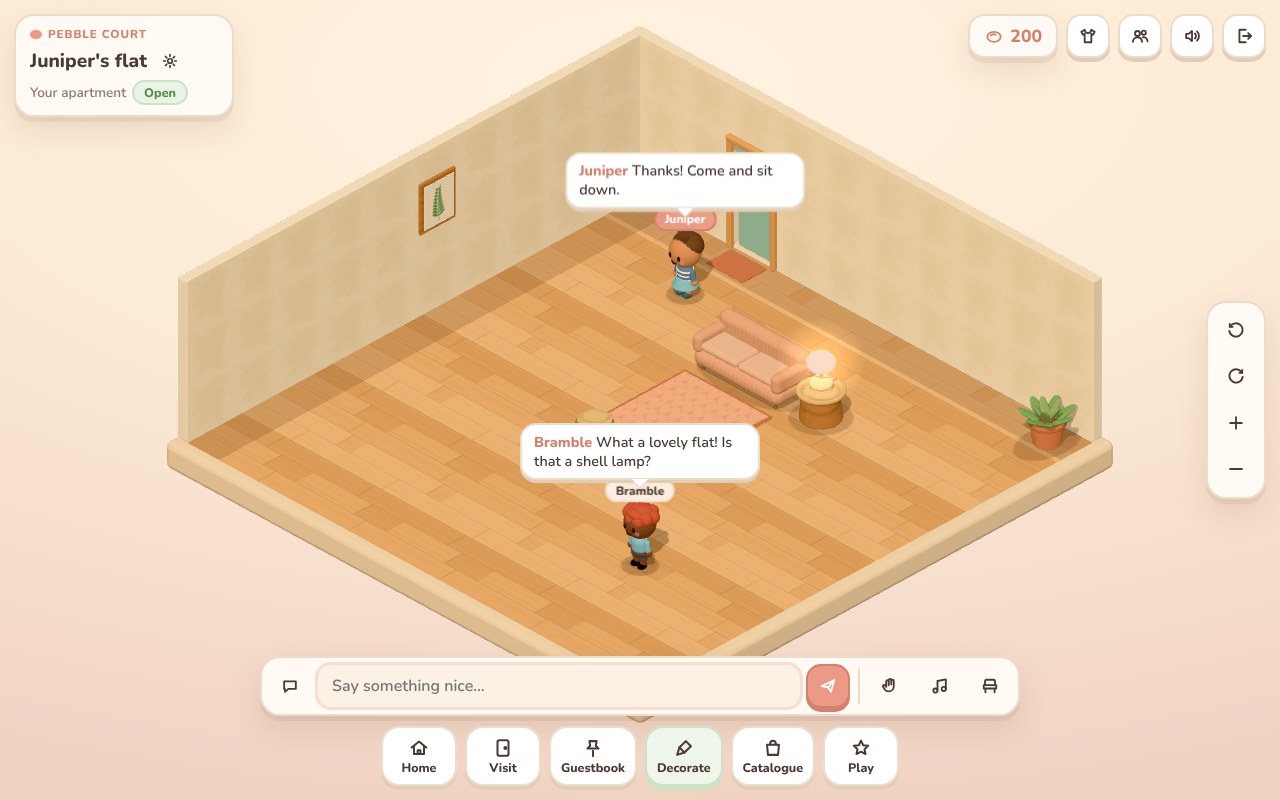 PEBBLE COURT
Juniper's flat
Your apartment Open
200
Juniper Thanks! Come and sit
down.
Juniper
Bramble What a lovely flat! Is
that a shell lamp?
Bramble
Say something nice...
Home
Visit
Guestbook
Decorate
Catalogue
Play